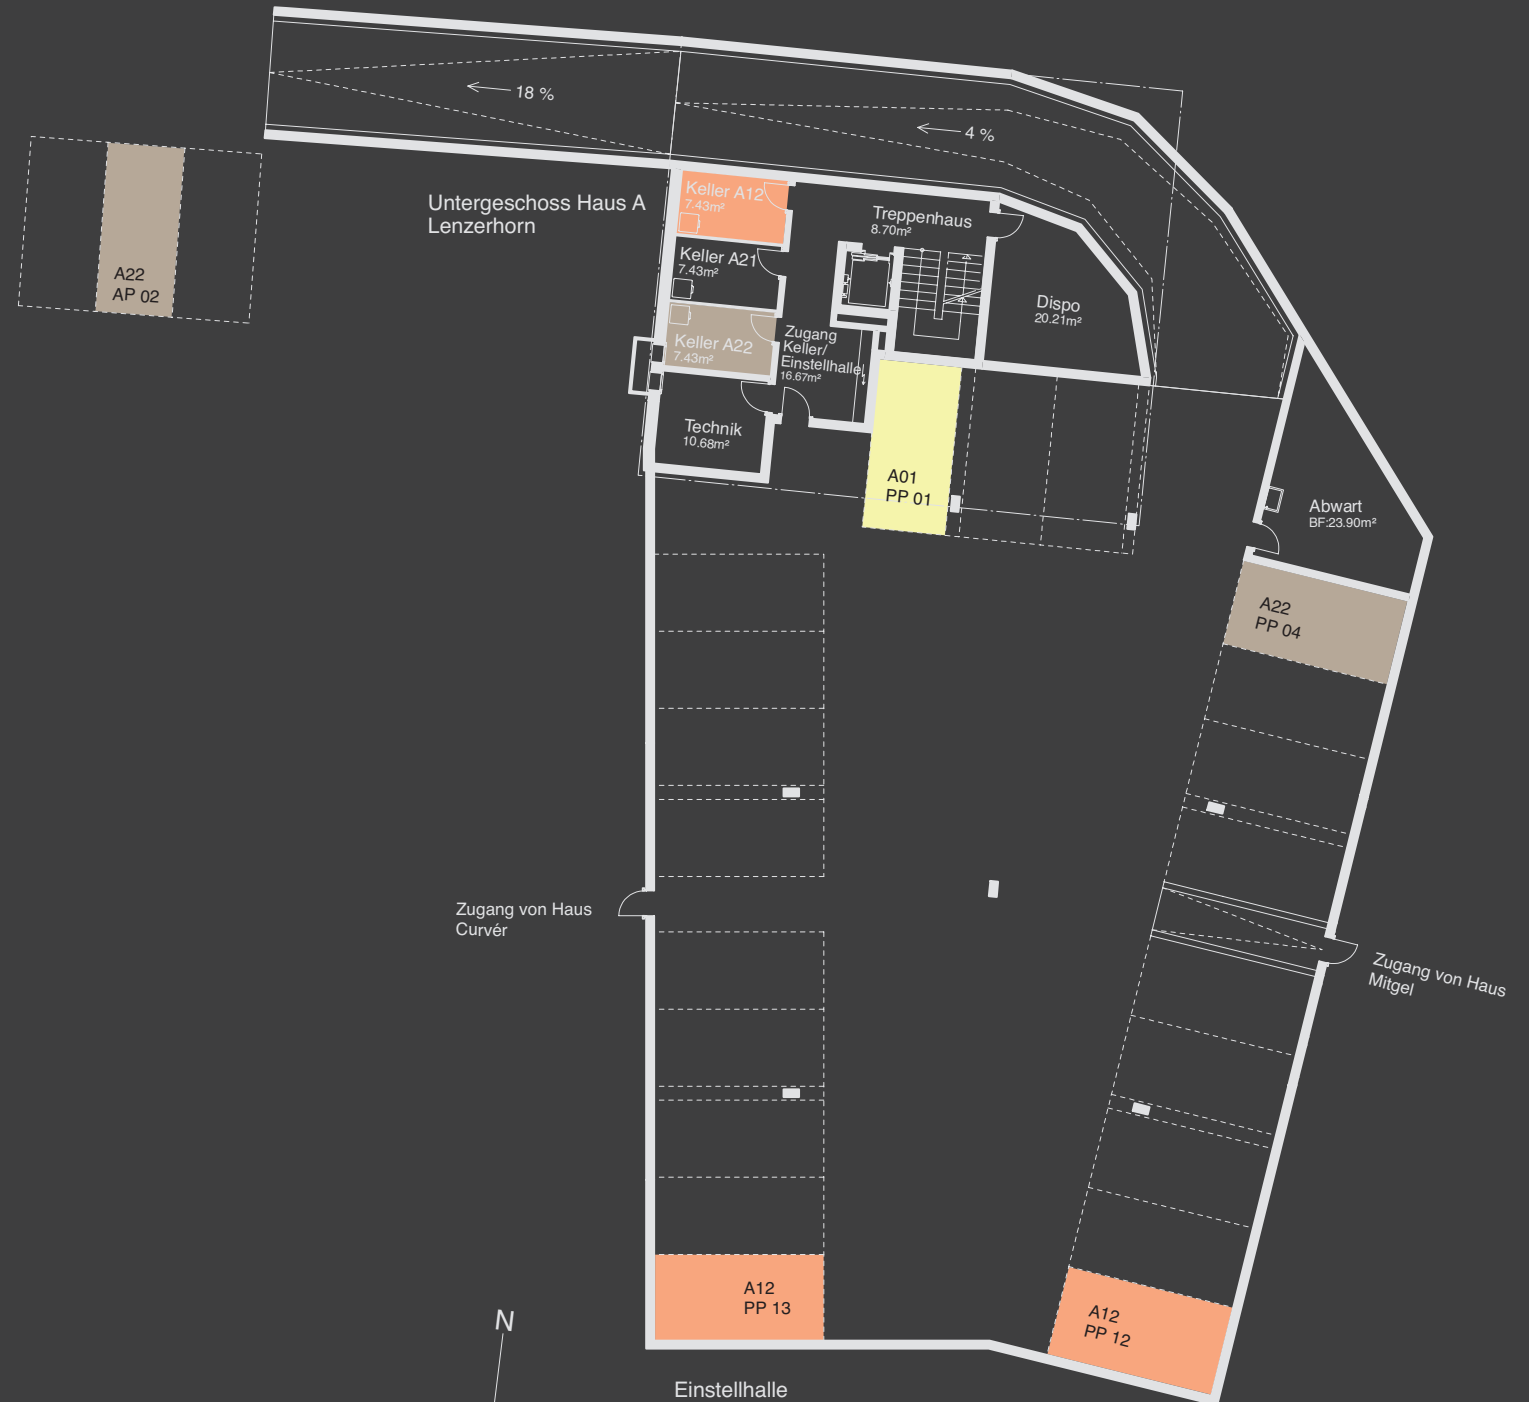 18 %
4 %
Untergeschoss Haus A
Lenzerhorn
A22
AP 02
Keller A12
7.43m²
Keller A21
7.43m²
Keller A22
7.43m²
Technik
10.68m²
Treppenhaus
8.70m²
Zugang
Keller/
Einstellhalle
16.67m²
Dispo
20.21m²
A01
PP 01
Abwart
BF:23.90m²
A22
PP 04
Zugang von Haus
Curvér
Zugang von Haus
Mitgel
A12
PP 13
A12
PP 12
N
Einstellhalle